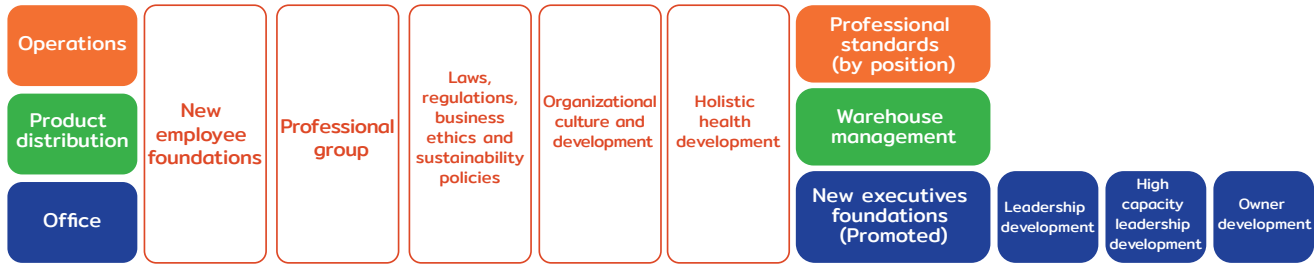 Operations
Product
distribution
Office
New
employee
foundations
Professional
group
Laws,
regulations,
business
ethics and
sustainability
policies
Organizational
culture and
development
Holistic
health
development
Professional
standards
(by position)
Warehouse
management
New executives
foundations
(Promoted)
Leadership
development
High
capacity
leadership
development
Owner
development